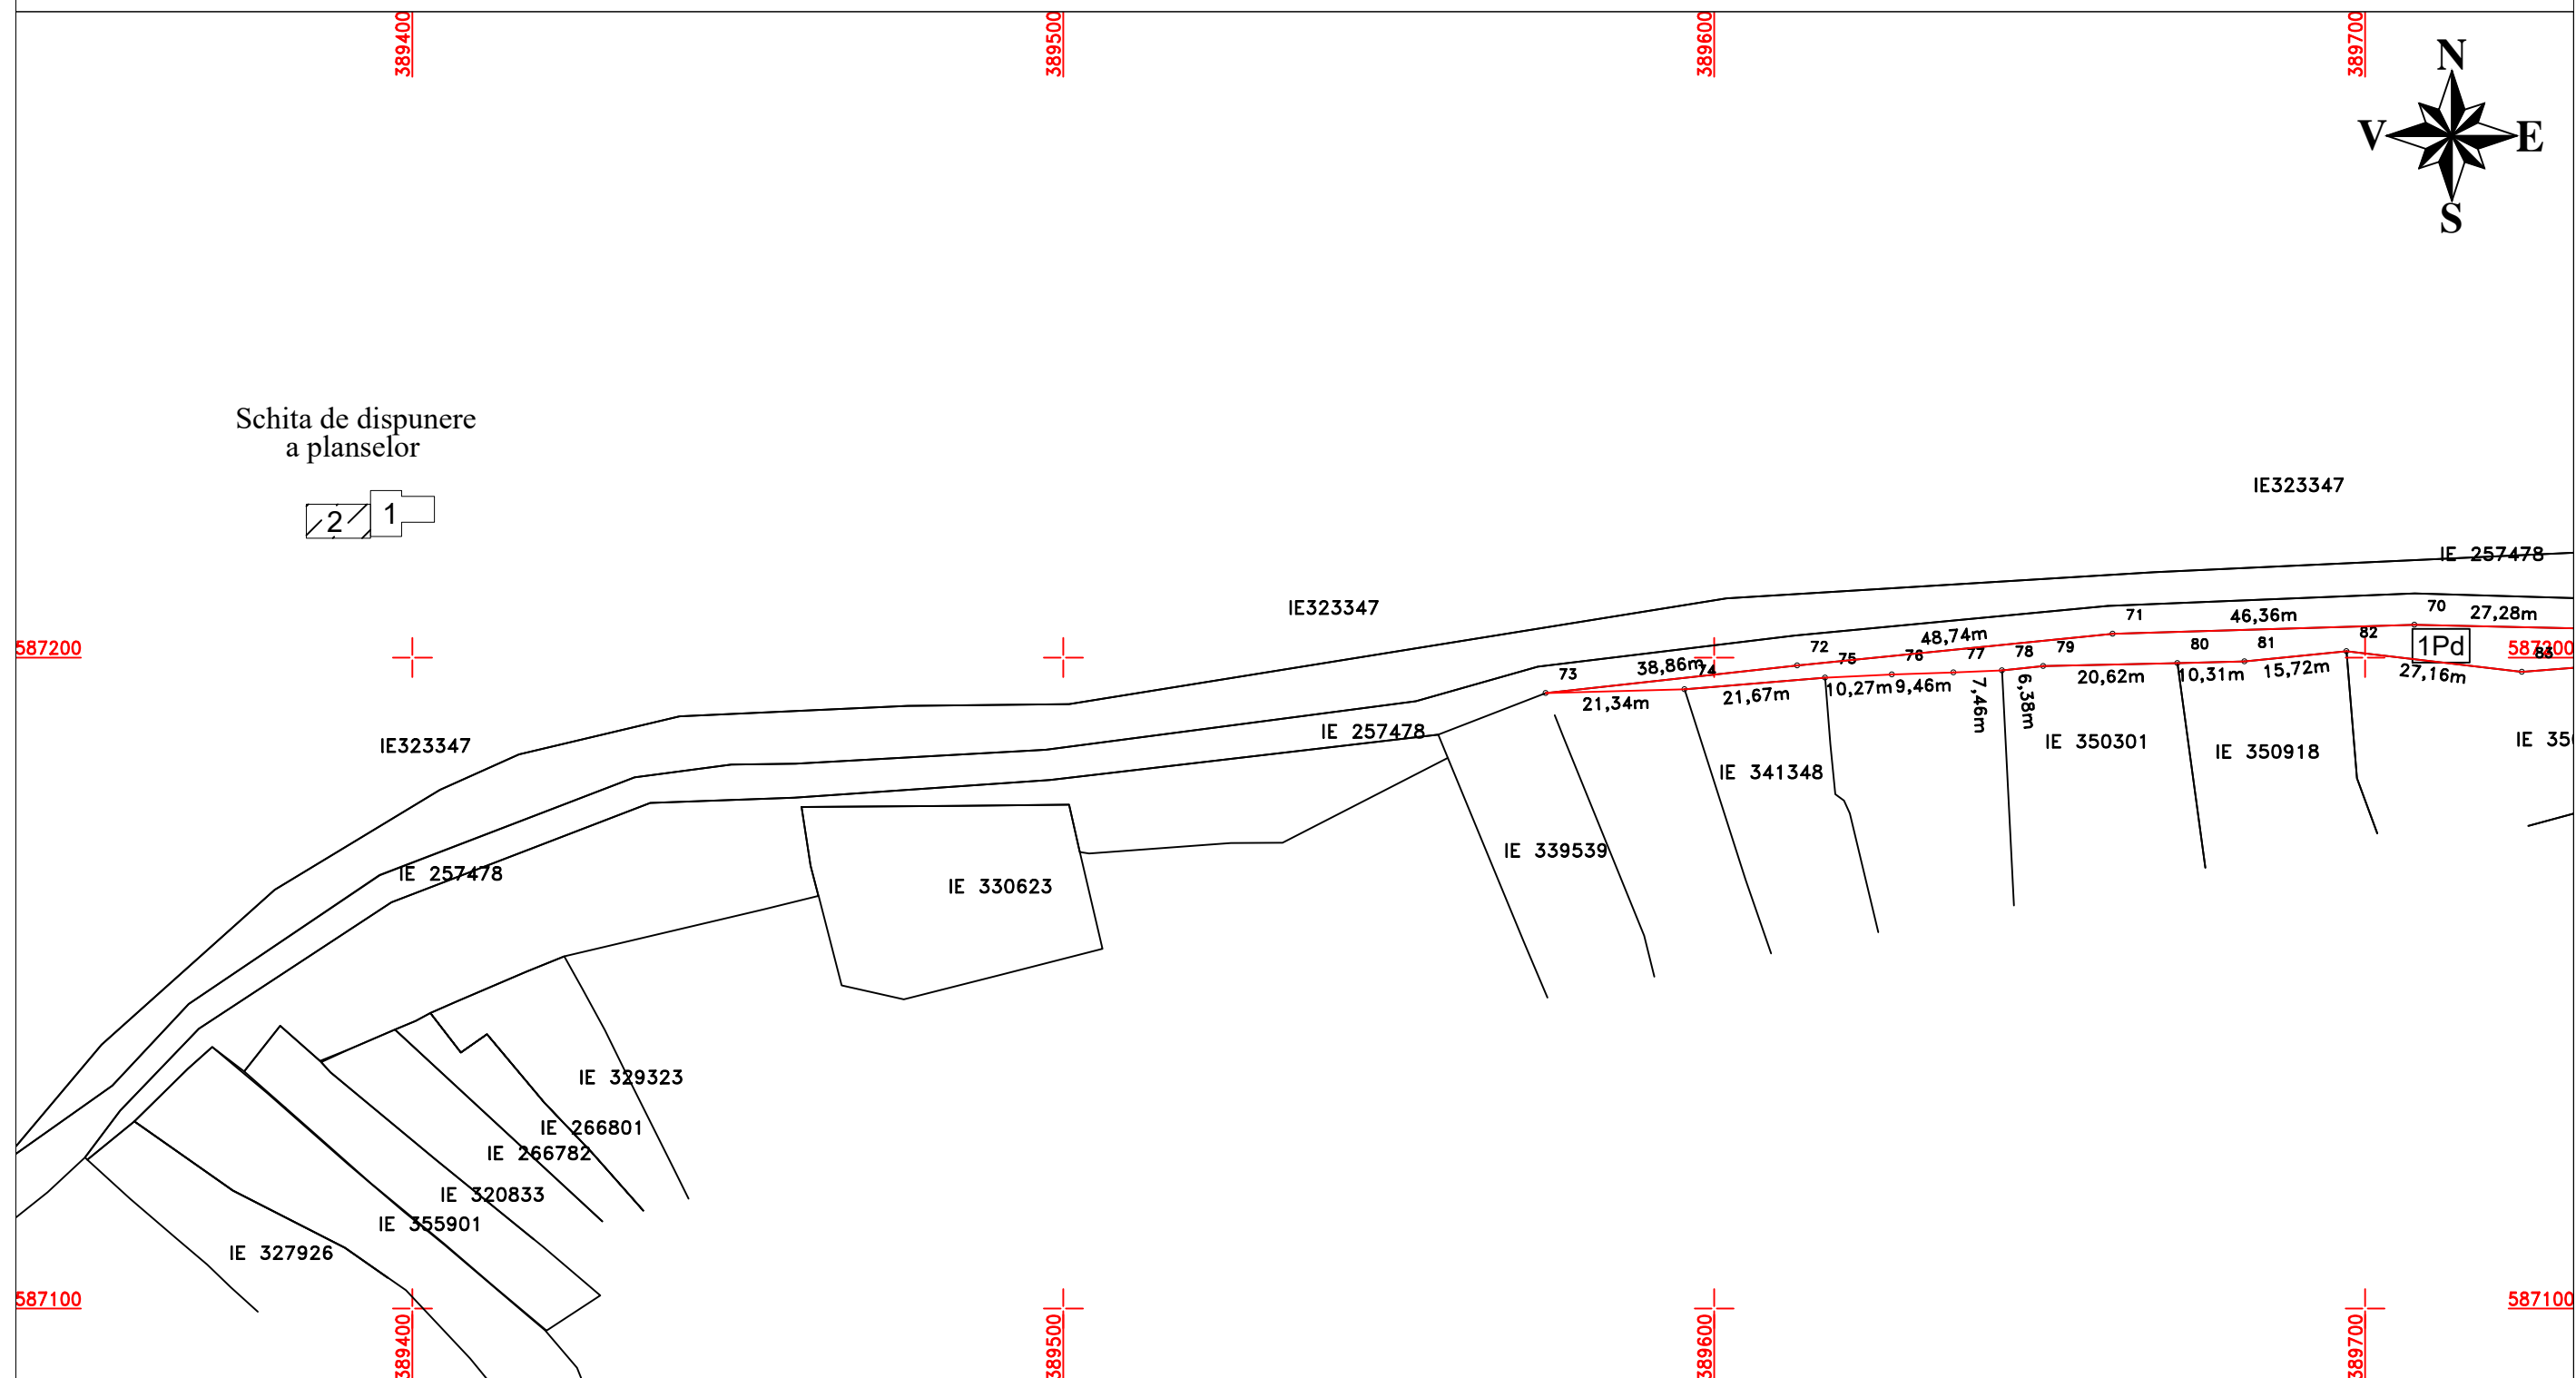 389400
389500
389600
389700
N
V
E
S
Schita de dispunere
a planselor
2
1
IE323347
IE 257478
IE323347
70
27,28m
46,36m
71
48,74m
72
38,86m
73
587200
587200
1Pd
74
75
76
77
78
79
80
81
82
83
21,34m
21,67m
10,27m
9,46m
7,46m
6,38m
20,62m
10,31m
15,72m
27,16m
IE323347
IE 257478
IE 350301
IE 350918
IE 35
IE 341348
IE 339539
IE 257478
IE 330623
IE 329323
IE 266801
IE 266782
IE 320833
IE 355901
IE 327926
587100
587100
389400
389500
389600
389700